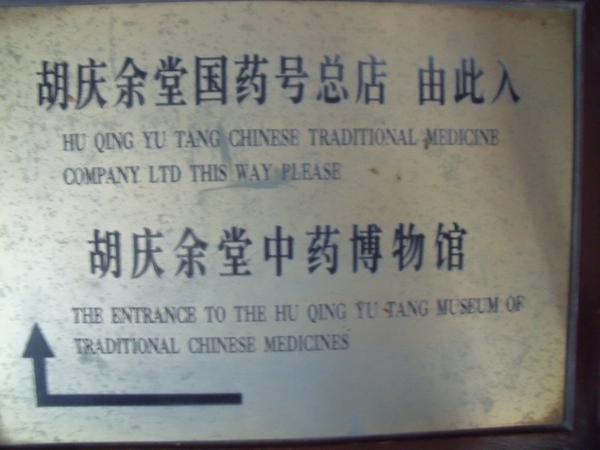 胡庆余堂国药号总店 由此入
HU QING YU TANG CHINESE TRADITIONAL MEDICINE
COMPANY LTD THIS WAY PLEASE
胡庆余堂中药博物馆
THE ENTRANCE TO THE HU QING YU TANG MUSEUM OF
TRADITIONAL CHINESE MEDICINES